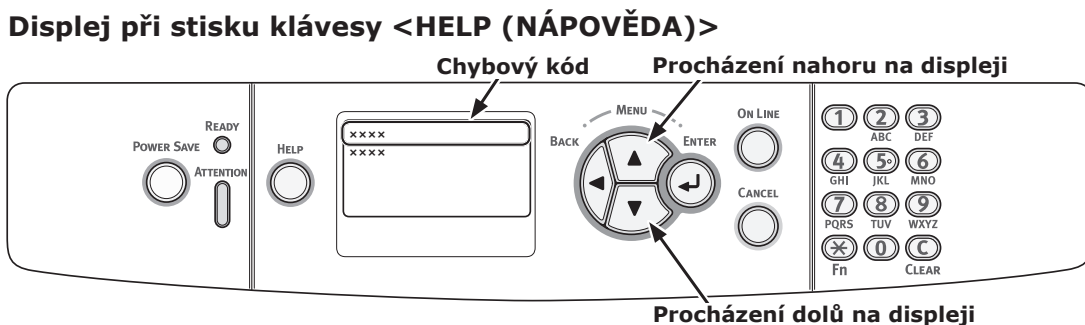 Displej při stisku klávesy <HELP (NÁPOVĚDA)>
Chybový kód
Procházení nahoru na displeji
POWER SAVE
READY
ATTENTION
HELP
××××
××××
MENU
BACK
ENTER
ON LINE
CANCEL
1 2 3
ABC DEF
4 5 6
GHI JKL MNO
7 8 9
PQRS TUV WXYZ
* 0 C
Fn CLEAR
Procházení dolů na displeji